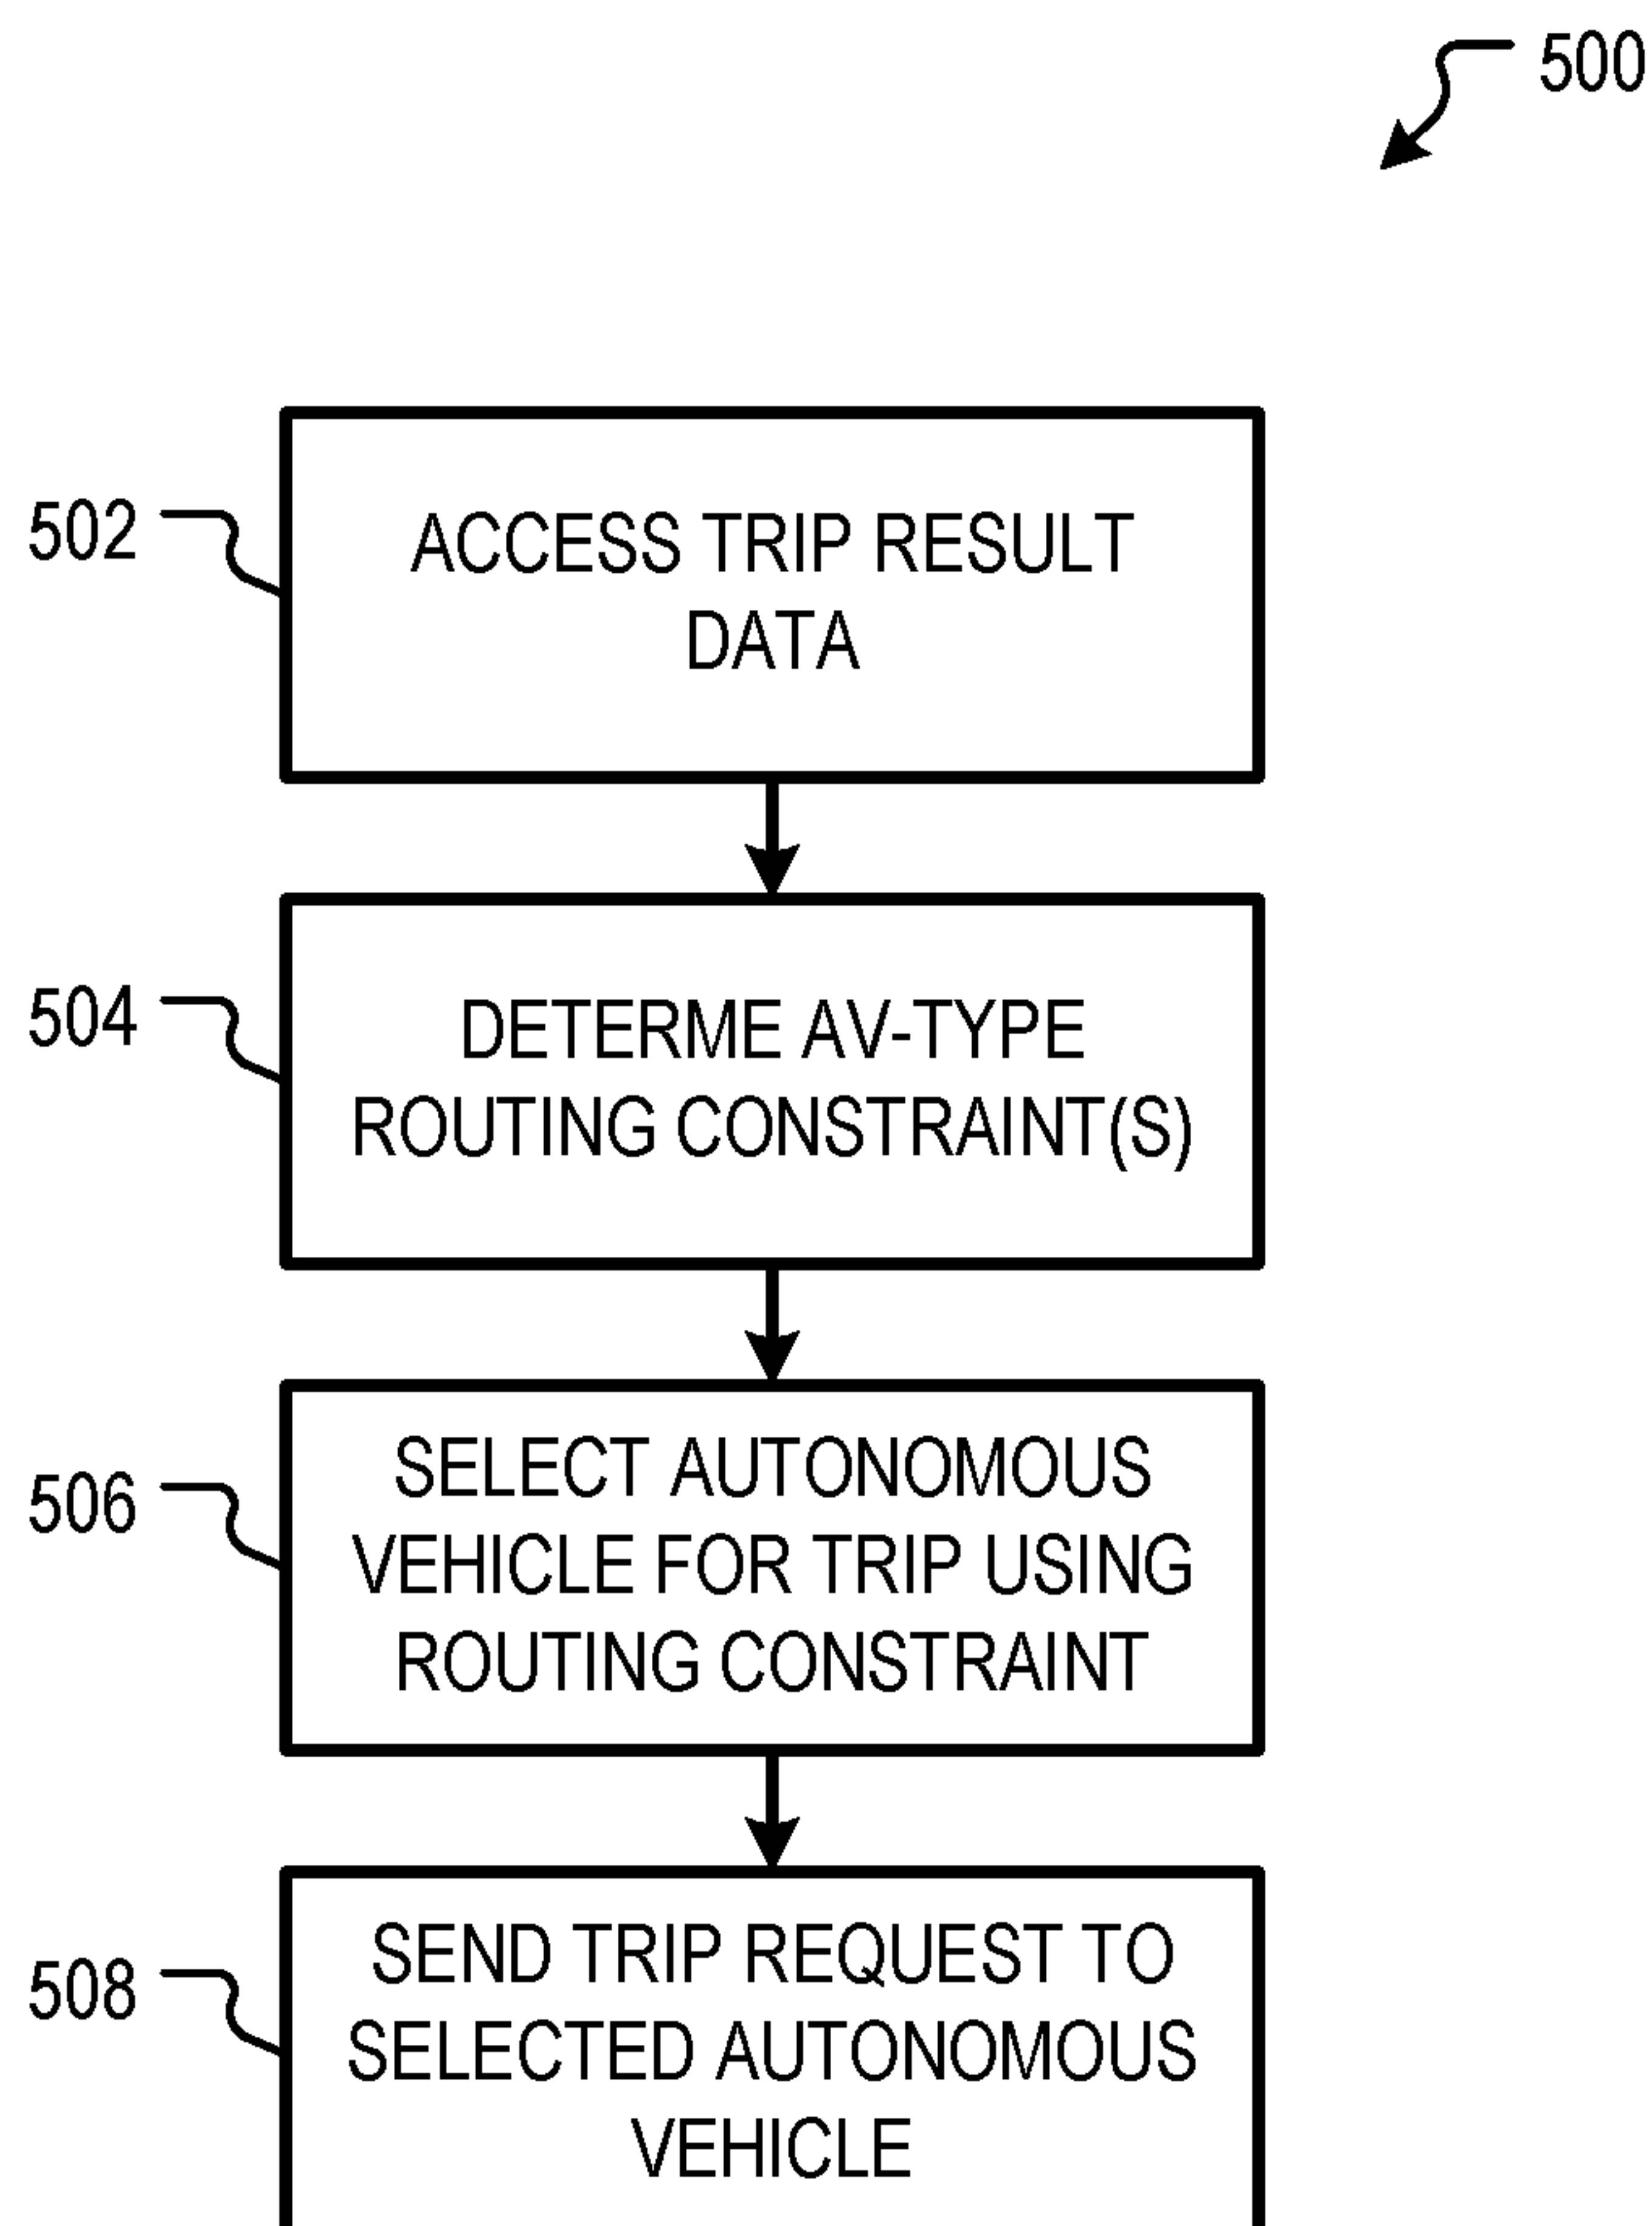 500
502
ACCESS TRIP RESULT
DATA
504
DETERME AV-TYPE
ROUTING CONSTRAINT(S)
506
SELECT AUTONOMOUS
VEHICLE FOR TRIP USING
ROUTING CONSTRAINT
508
SEND TRIP REQUEST TO
SELECTED AUTONOMOUS
VEHICLE